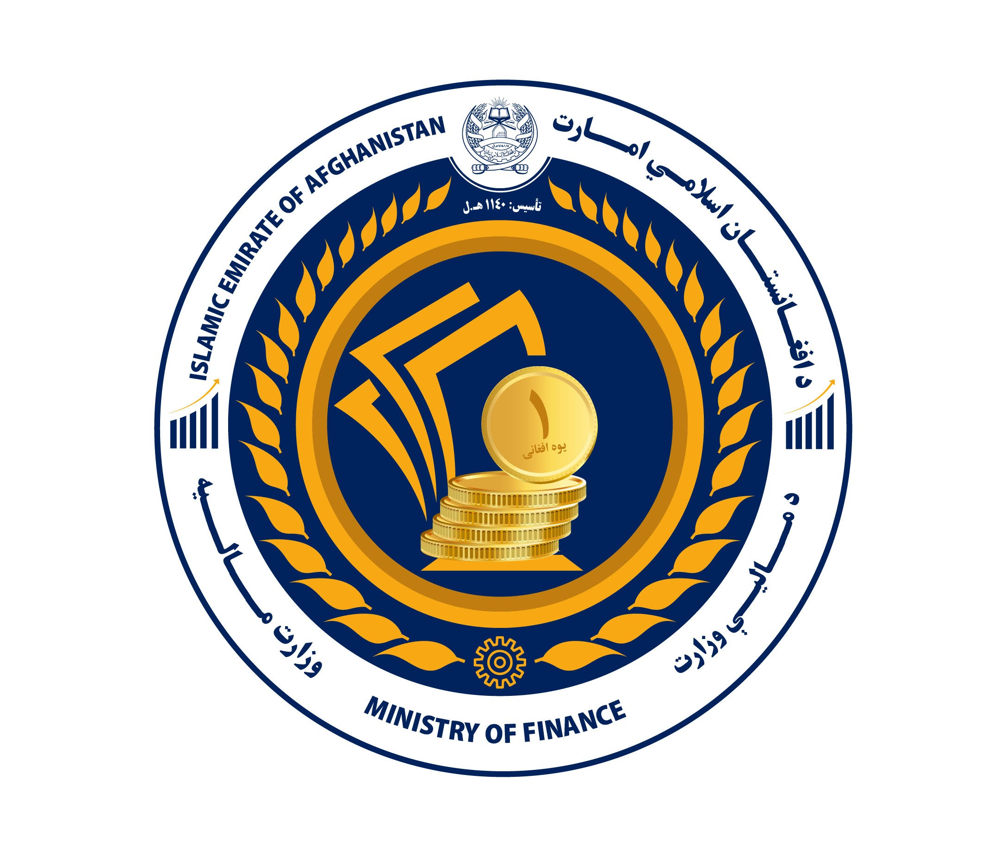 ISLAMIC EMIRATE OF AFGHANISTAN
د افغانستان اسلامي امارت
تأسیس: ۱۱٤۰ هـ.ل
۱
یوه افغانی
د مالیې وزارت
وزارت مالیه
MINISTRY OF FINANCE